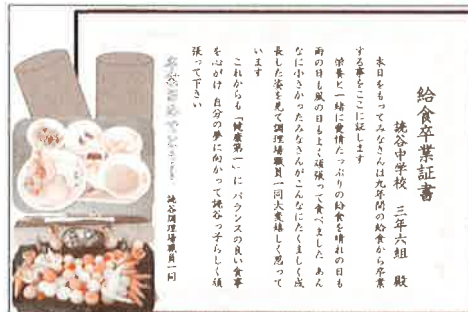 給食卒業証書
読谷中学校 三年六組 殿
本日をもってみなさんは九年間の給食から卒業
する事をここに証します
栄養と一緒に愛情たっぷりの給食を晴れの日も
雨の日も風の日もよく頑張って食べました あん
なに小さかったみなさんがこんなにたくましく成
長した姿を見て調理場職員一同大変嬉しく思って
います
これからも「健康第一」にバランスの良い食事
を心がけ 自分の夢に向かって読谷っ子らしく頑
張って下さい
読谷調理場職員一同